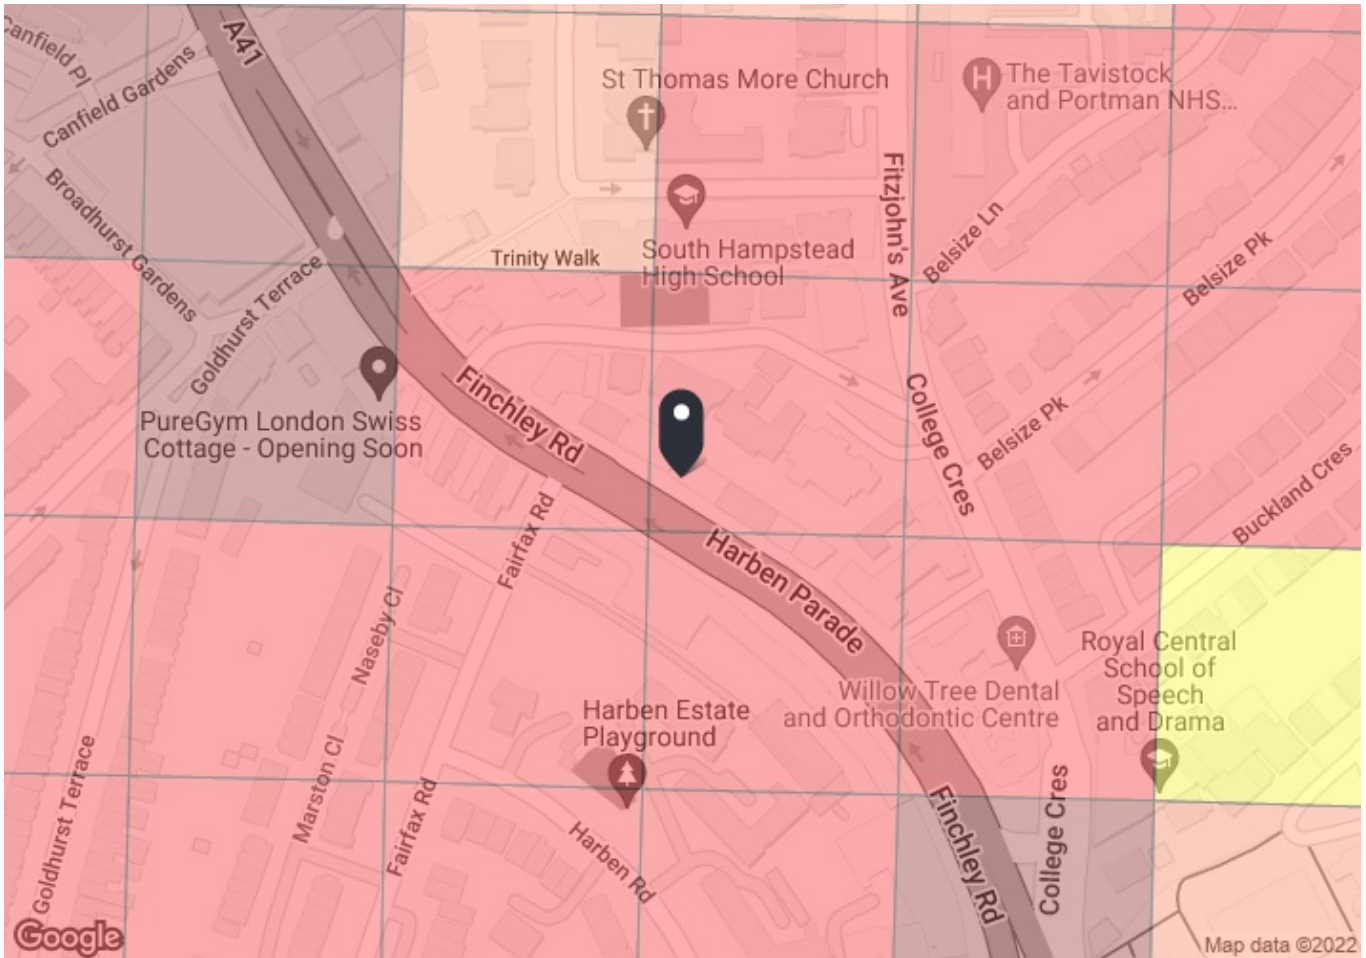 Canfield Pl
A41
Canfield Gardens
St Thomas More Church
The Tavistock
and Portman NHS...
Broadhurst Gardens
Fitzjohn's Ave
South Hampstead
High School
Trinity Walk
Belsize Ln
Belsize Pk
Goldhurst Terrace
PureGym London Swiss
Cottage - Opening Soon
Finchley Rd
College Cres
Belsize Pk
Buckland Cres
Fairfax Rd
Harben Parade
Naseby Cl
Royal Central
School of
Speech
and Drama
Willow Tree Dental
and Orthodontic Centre
Harben Estate
Playground
Goldhurst Terrace
Marston Cl
Fairfax Rd
Harben Rd
Finchley Rd
College Cres
Google
Map data ©2022